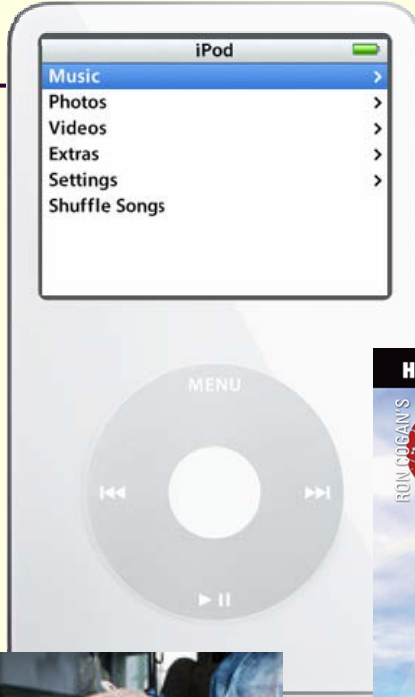 iPod
Music >
Photos >
Videos >
Extras >
Settings >
Shuffle Songs
MENU
H
RON COGAN'S